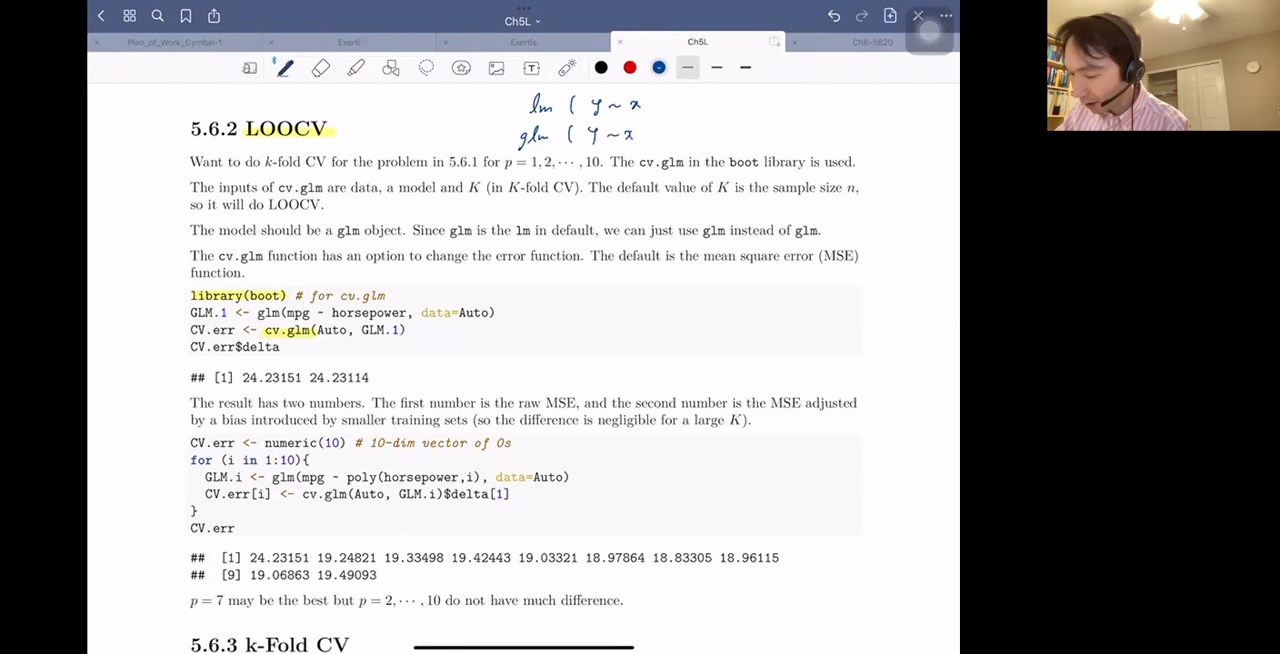 Ch5L
Plan_of_Work_Cymbal-1
Exer6
Exer6s
Ch5L
Ch6-5820
lm ( y ~ x
glm ( y ~ x
5.6.2 LOOCV
Want to do k-fold CV for the problem in 5.6.1 for p = 1, 2, ⋯ , 10. The cv.glm in the boot library is used.
The inputs of cv.glm are data, a model and K (in K-fold CV). The default value of K is the sample size n,
so it will do LOOCV.
The model should be a glm object. Since glm is the lm in default, we can just use glm instead of glm.
The cv.glm function has an option to change the error function. The default is the mean square error (MSE)
function.
library(boot) # for cv.glm
GLM.1 <- glm(mpg ~ horsepower, data=Auto)
CV.err <- cv.glm(Auto, GLM.1)
CV.err$delta
## [1] 24.23151 24.23114
The result has two numbers. The first number is the raw MSE, and the second number is the MSE adjusted
by a bias introduced by smaller training sets (so the difference is negligible for a large K).
CV.err <- numeric(10) # 10-dim vector of 0s
for (i in 1:10){
GLM.i <- glm(mpg ~ poly(horsepower,i), data=Auto)
CV.err[i] <- cv.glm(Auto, GLM.i)$delta[1]
}
CV.err
## [1] 24.23151 19.24821 19.33498 19.42443 19.03321 18.97864 18.83305 18.96115
## [9] 19.06863 19.49093
p = 7 may be the best but p = 2, ⋯ , 10 do not have much difference.
5.6.3 k-Fold CV